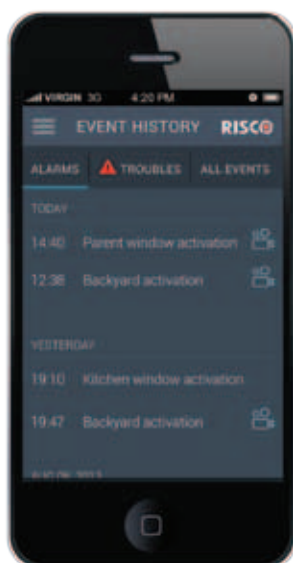 VIRGIN 3G 4:20 PM
EVENT HISTORY RISCO
ALARMS TROUBLES ALL EVENTS
TODAY
14:40 Parent window activation
12:38 Backyard activation
YESTERDAY
19:10 Kitchen window activation
19:47 Backyard activation